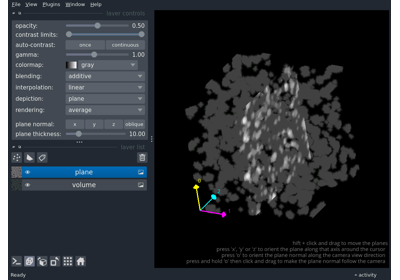 File View Plugins Window Help
layer controls
opacity: 0.50
contrast limits:
auto-contrast: once continuous
gamma: 1.00
colormap: gray
blending: additive
interpolation: linear
depiction: plane
rendering: average
plane normal: x y z oblique
plane thickness: 10.00
layer list
plane
volume
shift + click and drag to move the planes
press 'x', 'y' or 'z' to orient the plane along that axis around the cursor
press 'o' to orient the plane normal along the camera view direction
press and hold 'o' then click and drag to make the plane normal follow the camera
Ready
activity